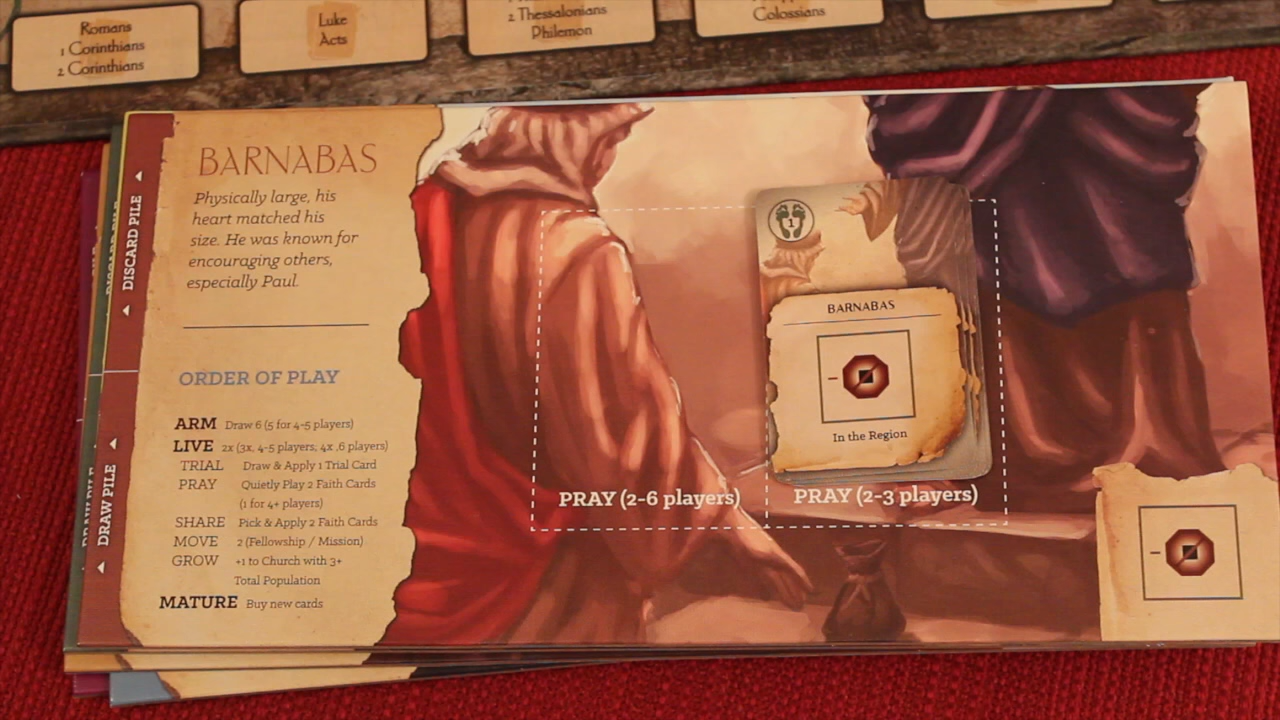 Romans
1 Corinthians
2 Corinthians
Luke
Acts
2 Thessalonians
Philemon
Colossians
DISCARD PILE
DRAW PILE
BARNABAS
Physically large, his
heart matched his
size. He was known for
encouraging others,
especially Paul.
ORDER OF PLAY
ARM Draw 6 (5 for 4-5 players)
LIVE 2x (3x, 4-5 players; 4x ,6 players)
TRIAL Draw & Apply 1 Trial Card
PRAY Quietly Play 2 Faith Cards
(1 for 4+ players)
SHARE Pick & Apply 2 Faith Cards
MOVE 2 (Fellowship / Mission)
GROW +1 to Church with 3+
Total Population
MATURE Buy new cards
1
BARNABAS
-
In the Region
PRAY (2-6 players)
PRAY (2-3 players)
-